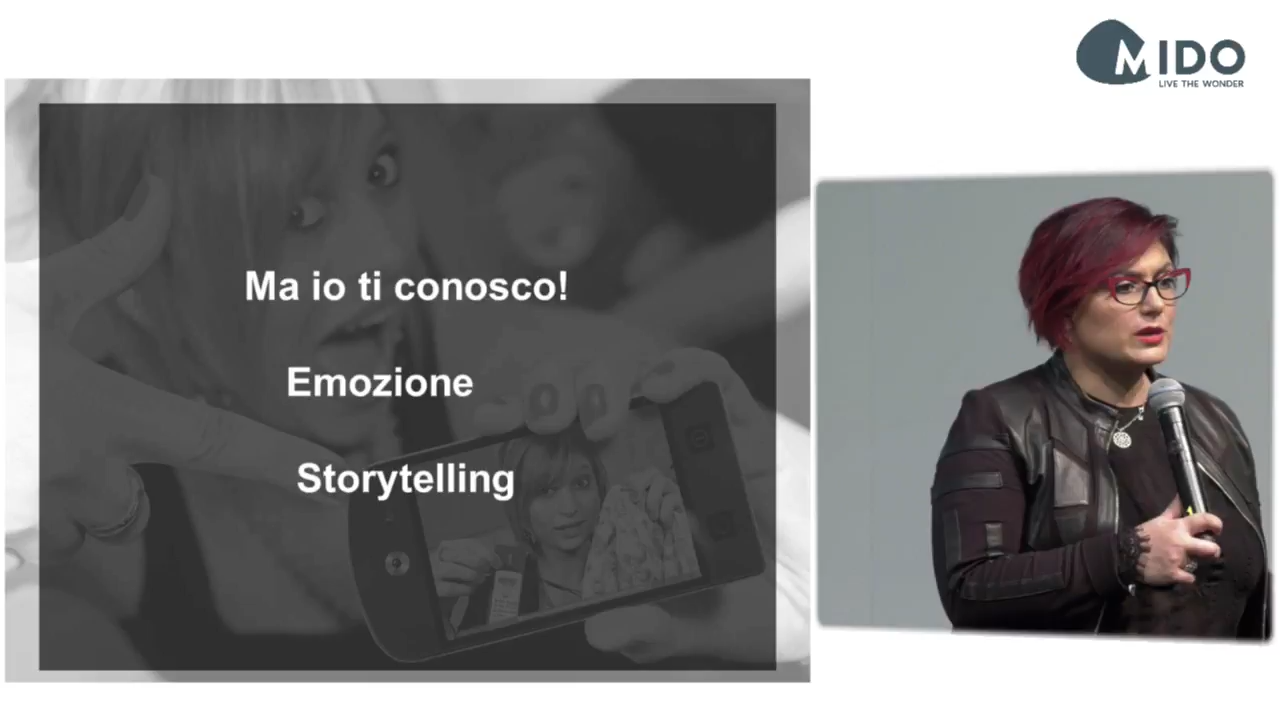 MIDO
LIVE THE WONDER
Ma io ti conosco!
Emozione
Storytelling